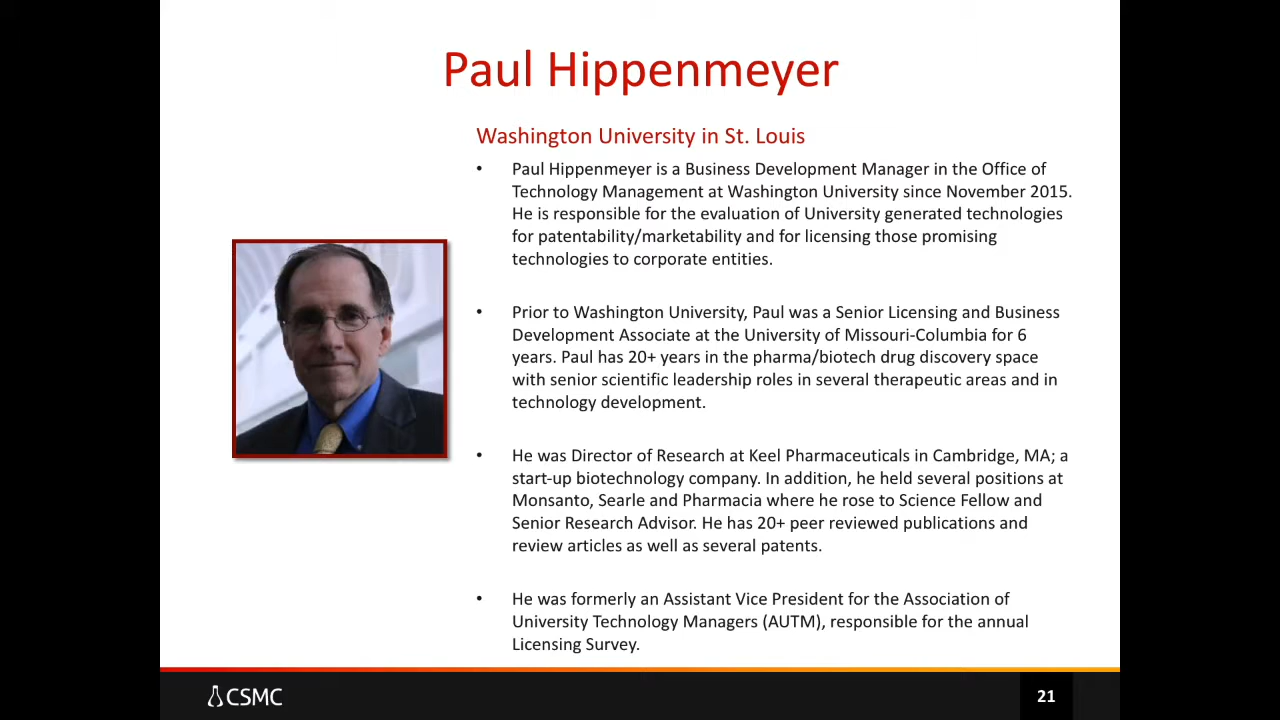 Paul Hippenmeyer
Washington University in St. Louis
• Paul Hippenmeyer is a Business Development Manager in the Office of
Technology Management at Washington University since November 2015.
He is responsible for the evaluation of University generated technologies
for patentability/marketability and for licensing those promising
technologies to corporate entities.
• Prior to Washington University, Paul was a Senior Licensing and Business
Development Associate at the University of Missouri-Columbia for 6
years. Paul has 20+ years in the pharma/biotech drug discovery space
with senior scientific leadership roles in several therapeutic areas and in
technology development.
• He was Director of Research at Keel Pharmaceuticals in Cambridge, MA; a
start-up biotechnology company. In addition, he held several positions at
Monsanto, Searle and Pharmacia where he rose to Science Fellow and
Senior Research Advisor. He has 20+ peer reviewed publications and
review articles as well as several patents.
• He was formerly an Assistant Vice President for the Association of
University Technology Managers (AUTM), responsible for the annual
Licensing Survey.
CSMC
21